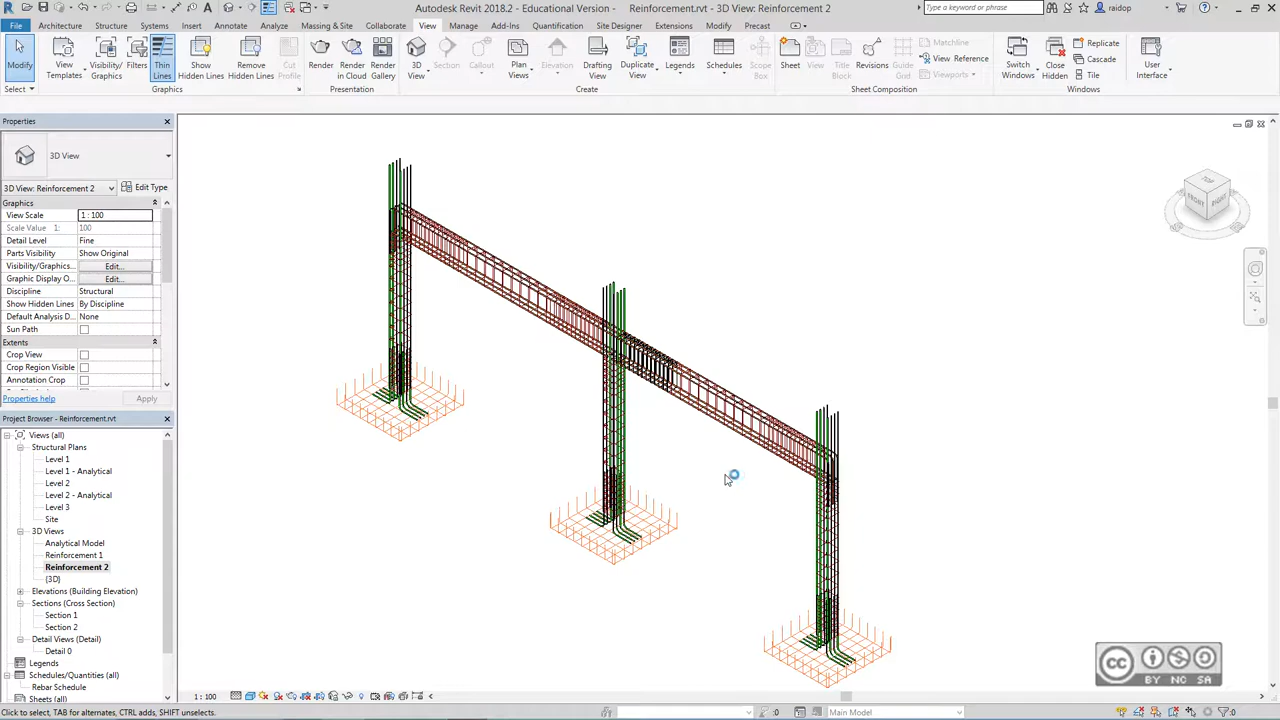 Autodesk Revit 2018.2 - Educational Version - Reinforcement.rvt - 3D View: Reinforcement 2
Type a keyword or phrase
raidop
File Architecture Structure Systems Insert Annotate Analyze Massing & Site Collaborate View Manage Add-Ins Quantification Site Designer Extensions Modify Precast
Modify
View Templates
Visibility/ Graphics
Filters
Thin Lines
Show Hidden Lines
Remove Hidden Lines
Cut Profile
Render
Render in Cloud
Render Gallery
3D View
Section
Callout
Plan Views
Elevation
Drafting View
Duplicate View
Legends
Schedules
Scope Box
Sheet
View
Title Block
Revisions
Guide Grid
Matchline
View Reference
Viewports
Switch Windows
Close Hidden
Replicate
Cascade
Tile
User Interface
Select Graphics Presentation Create Sheet Composition Windows
Properties
3D View
3D View: Reinforcement 2 Edit Type
Graphics
View Scale 1 : 100
Scale Value 1: 100
Detail Level Fine
Parts Visibility Show Original
Visibility/Graphics... Edit...
Graphic Display O... Edit...
Discipline Structural
Show Hidden Lines By Discipline
Default Analysis D... None
Sun Path
Extents
Crop View
Crop Region Visible
Annotation Crop
Properties help Apply
Project Browser - Reinforcement.rvt
Views (all)
Structural Plans
Level 1
Level 1 - Analytical
Level 2
Level 2 - Analytical
Level 3
Site
3D Views
Analytical Model
Reinforcement 1
Reinforcement 2
{3D}
Elevations (Building Elevation)
Sections (Cross Section)
Section 1
Section 2
Detail Views (Detail)
Detail 0
Legends
Schedules/Quantities (all)
Rebar Schedule
Sheets (all)
TOP
FRONT
RIGHT
cc
BY NC SA
1 : 100
Click to select, TAB for alternates, CTRL adds, SHIFT unselects.
:0
Main Model
:0